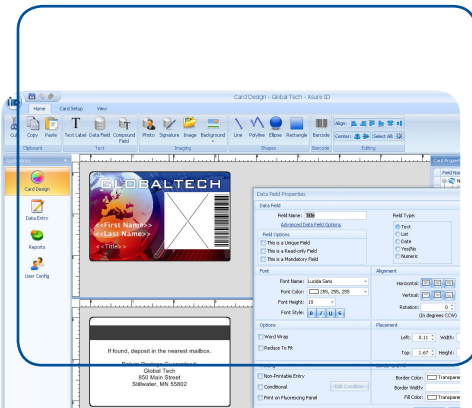 Card Design - Global Tech - Asure ID
Home Card Setup View
Cut Copy Paste Text Label Data Field Compound Field Photo Signature Image Background Line Polyline Ellipse Rectangle Barcode Align:
Center: Select All:
Clipboard Text Imaging Shapes Barcode Editing
Card Design
Data Entry
Reports
User Config
GLOBALTECH
<<First Name>>
<<Last Name>>
<<Title>>
If found, deposit in the nearest mailbox.
Return Postage Guaranteed
Global Tech
850 Main Street
Stillwater, MN 55802
Data Field Properties
Data Field
Field Name: Title
Advanced Data Field Options
Field Options
This is a Unique Field
This is a Read-only Field
This is a Mandatory Field
Field Type:
Text
List
Date
Yes/No
Numeric
Font
Font Name: Lucida Sans
Font Color: 255, 255, 255
Font Height: 10
Font Style: B I U S
Alignment
Horizontal:
Vertical:
Rotation: 0
(In degrees CCW)
Options
Word Wrap
Reduce To Fit
Placement
Left: 0.11 Width:
Top: 1.67 Height:
Non-Printable Entry
Conditional Edit Condition
Print on Fluorescing Panel
Border Color: Transparent
Border Width:
Fill Color: Transparent